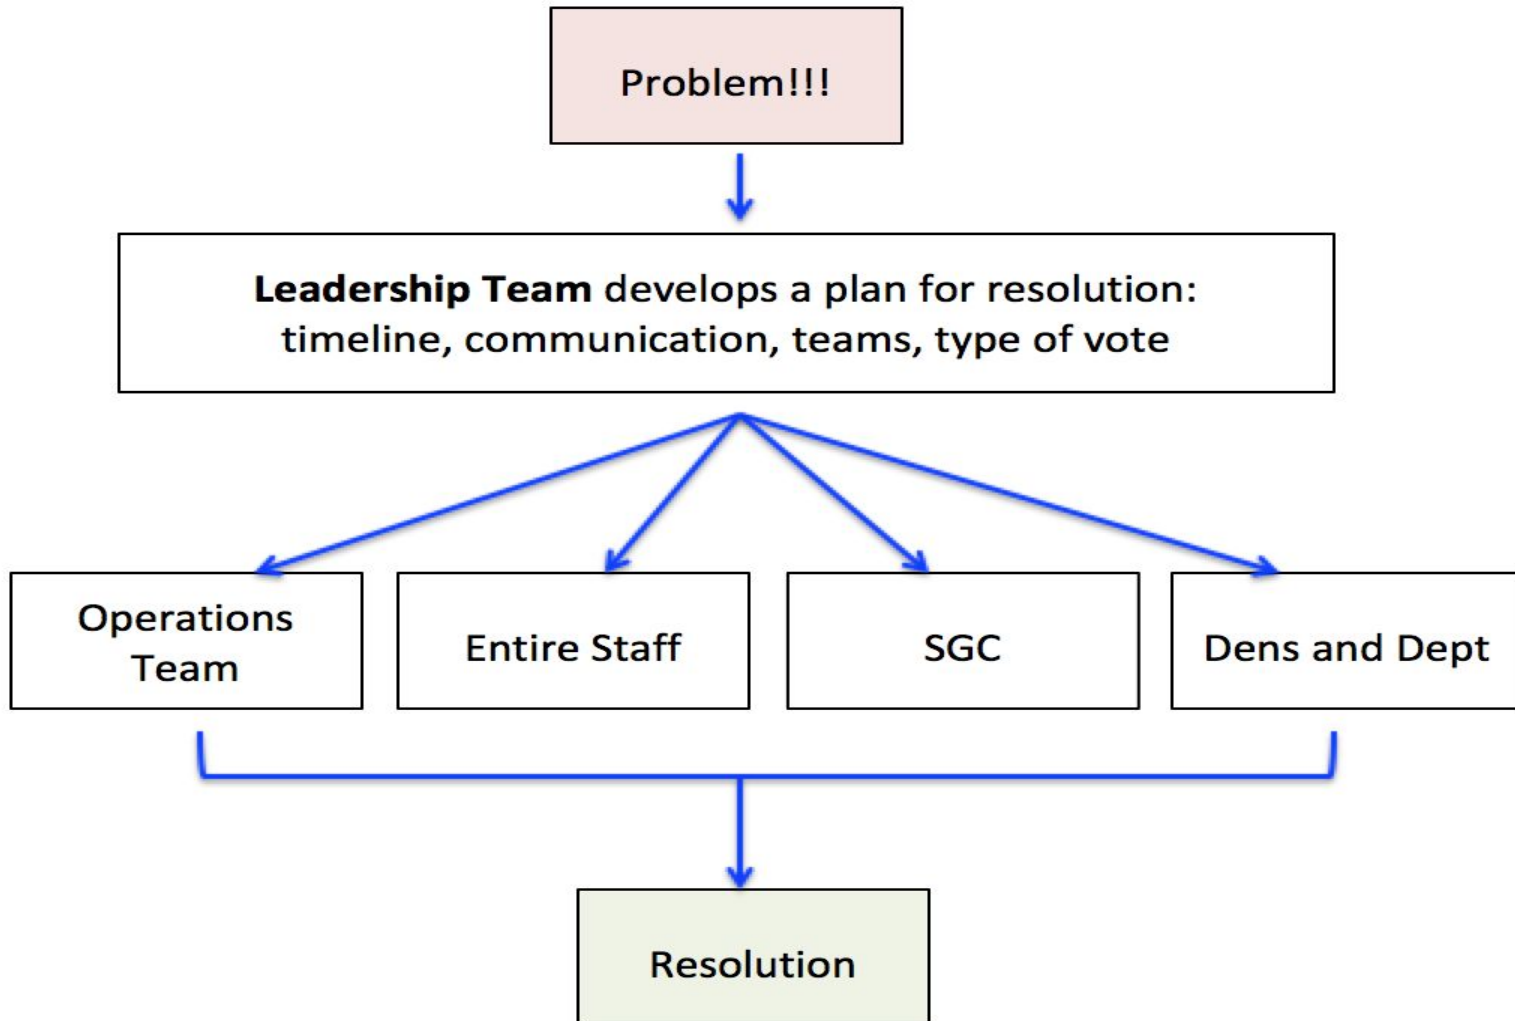 Problem!!!
Leadership Team develops a plan for resolution:
timeline, communication, teams, type of vote
Operations
Team
Entire Staff
SGC
Dens and Dept
Resolution